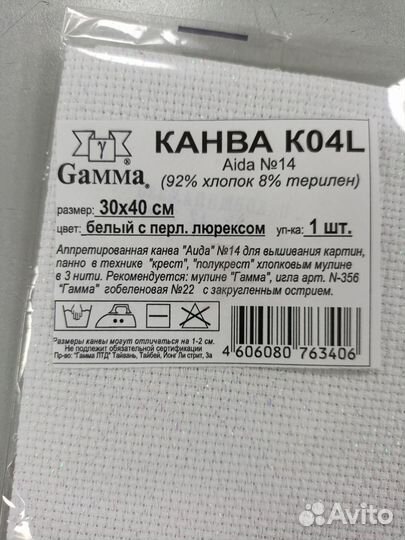 γ
Gamma®
КАНВА K04L
Aida №14
(92% хлопок 8% терилен)
размер: 30х40 см
цвет: белый с перл. люрексом. уп-ка: 1 шт.
Аппретированная канва "Аида" №14 для вышивания картин,
панно в технике "крест", "полукрест" хлопковым мулине
в 3 нити. Рекомендуется: мулине "Гамма", игла арт. N-356
"Гамма" гобеленовая №22 с закругленным острием.
Размеры канвы могут отличаться на 1-2 см.
Не подлежит обязательной сертификации
Пр-во: "Гамма ЛТД" Тайвань, Тайбей, Йонг Ли стрит, 3а
4 606080 763406
Avito